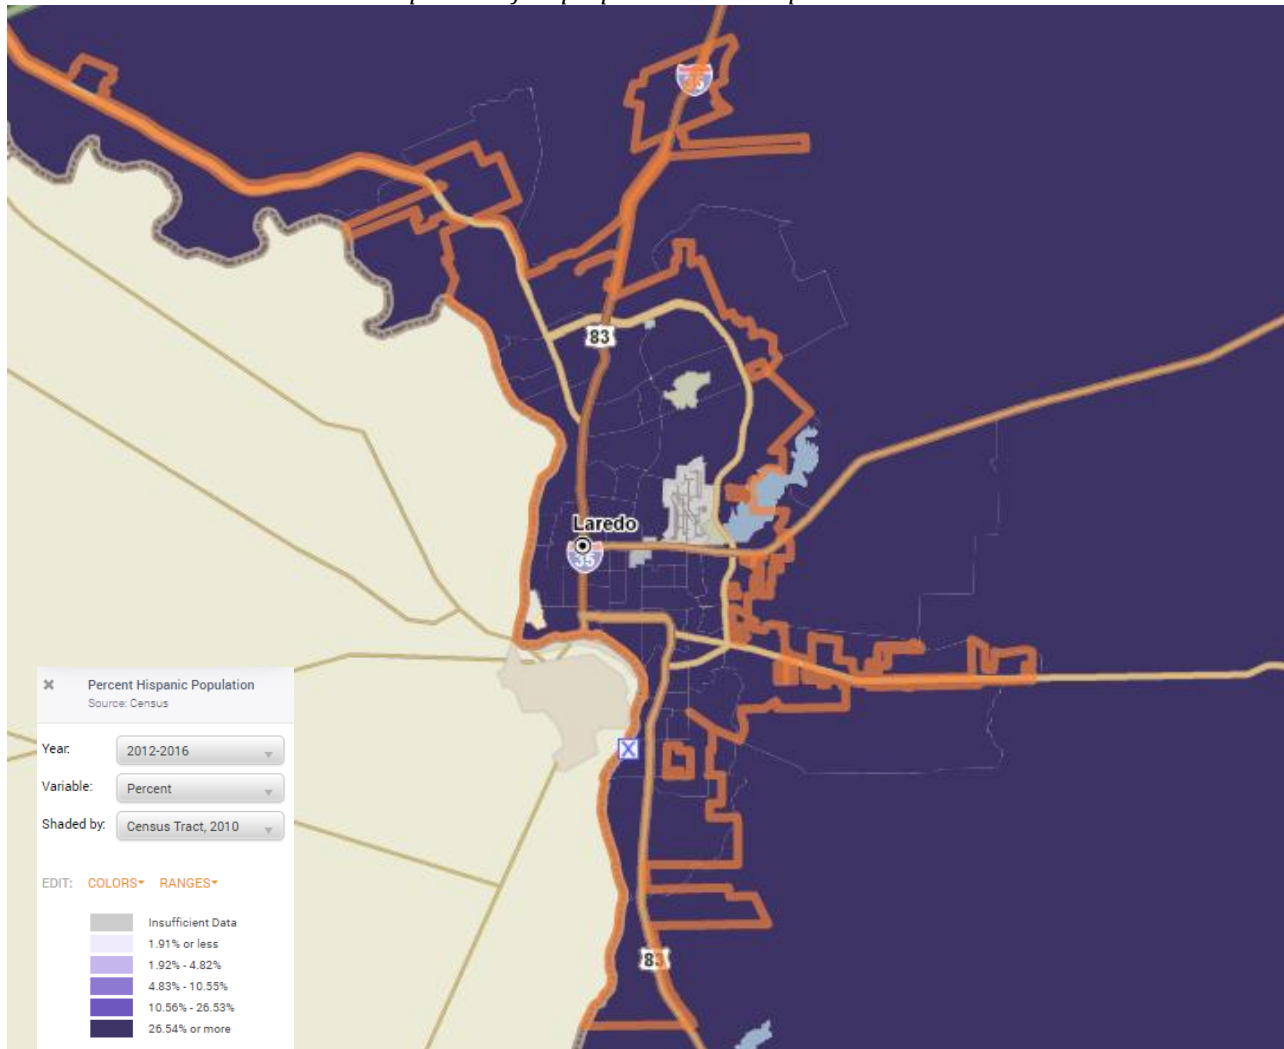 35
83
Laredo
35
83
Percent Hispanic Population
Source: Census
Year:
2012-2016
Variable:
Percent
Shaded by:
Census Tract, 2010
EDIT: COLORS RANGES
Insufficient Data
1.91% or less
1.92% - 4.82%
4.83% - 10.55%
10.56% - 26.53%
26.54% or more